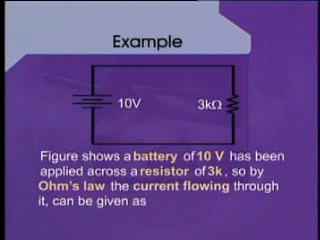 Example
10V 3kΩ
Figure shows a battery of 10 V has been
applied across a resistor of 3k , so by
Ohm's law the current flowing through
it, can be given as